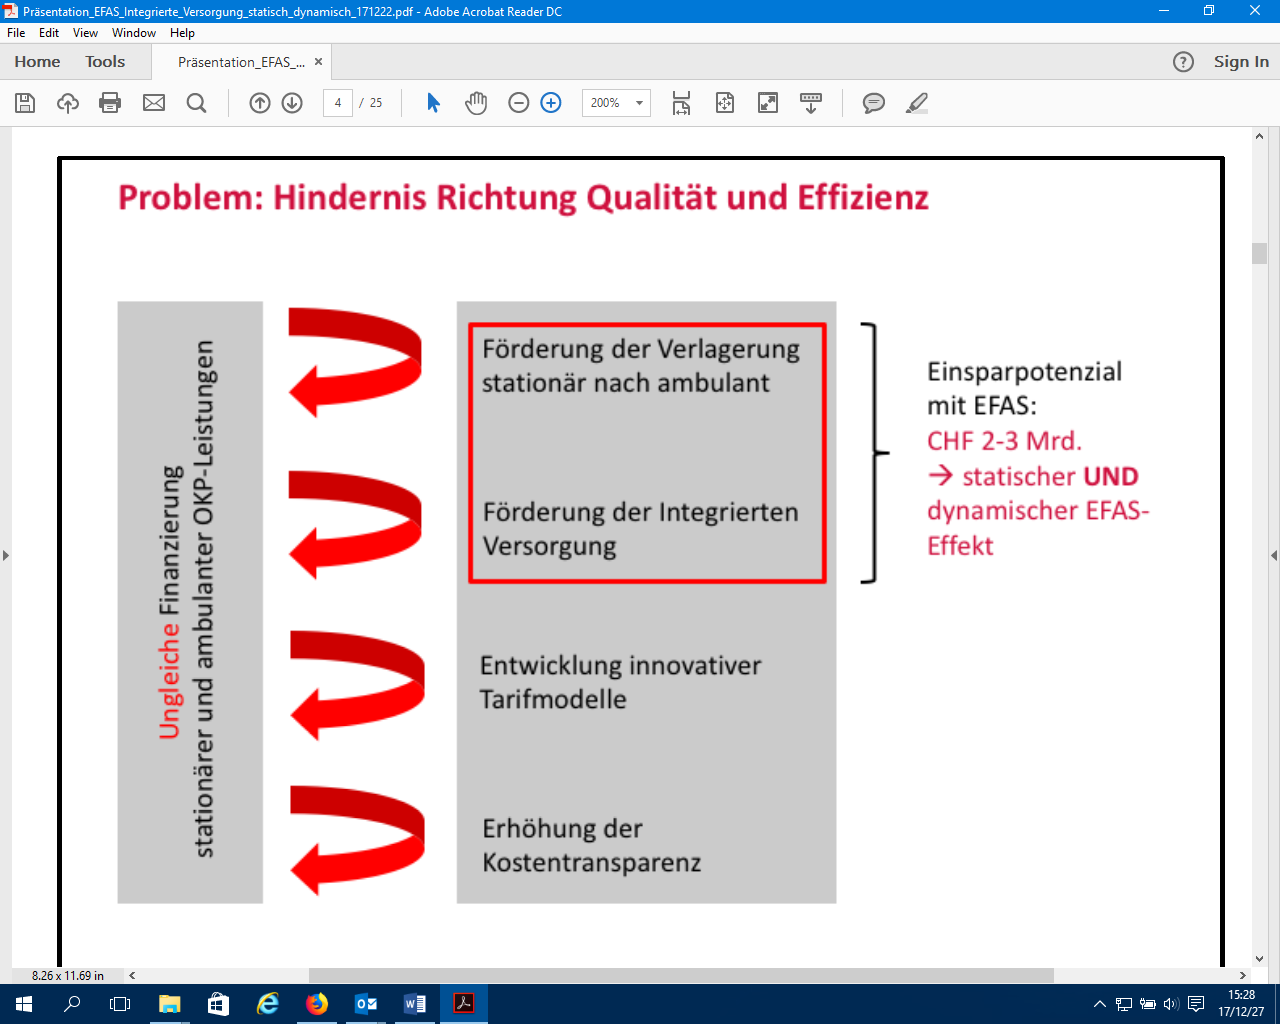 Präsentation_EFAS_Integrierte_Versorgung_statisch_dynamisch_171222.pdf - Adobe Acrobat Reader DC
File Edit View Window Help
Home Tools Präsentation_EFAS_... × ? Sign In
4 / 25 200%
Problem: Hindernis Richtung Qualität und Effizienz
Ungleiche Finanzierung
stationärer und ambulanter OKP-Leistungen
Förderung der Verlagerung
stationär nach ambulant
Förderung der Integrierten
Versorgung
Entwicklung innovativer
Tarifmodelle
Erhöhung der
Kostentransparenz
Einsparpotenzial
mit EFAS:
CHF 2-3 Mrd.
→ statischer UND
dynamischer EFAS-
Effekt
8.26 x 11.69 in
15:28
17/12/27